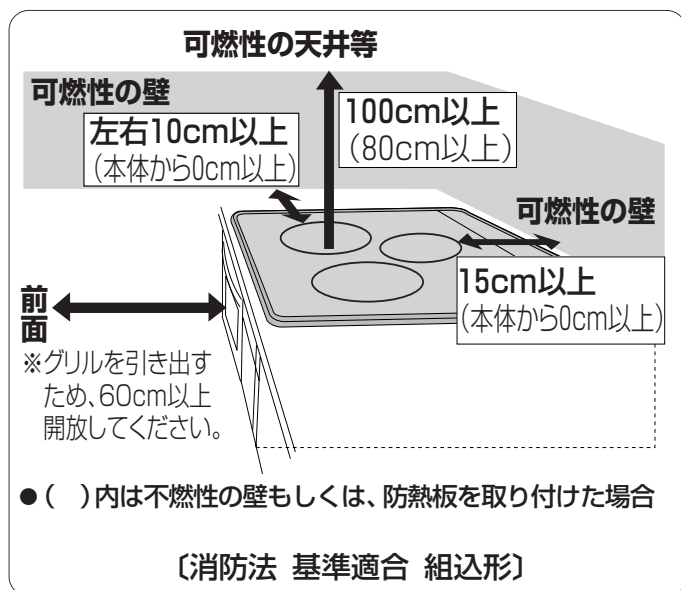 可燃性の天井等
可燃性の壁
左右10cm以上
（本体から0cm以上）
100cm以上
（80cm以上）
可燃性の壁
15cm以上
（本体から0cm以上）
前面
※グリルを引き出す
ため、60cm以上
開放してください。
●（　）内は不燃性の壁もしくは、防熱板を取り付けた場合
〔消防法 基準適合 組込形〕